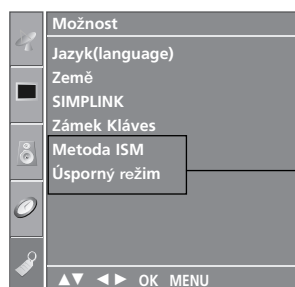 Možnost
Jazyk(language)
Země
SIMPLINK
Zámek Kláves
Metoda ISM
Úsporný režim
▲▼ ◄► OK MENU